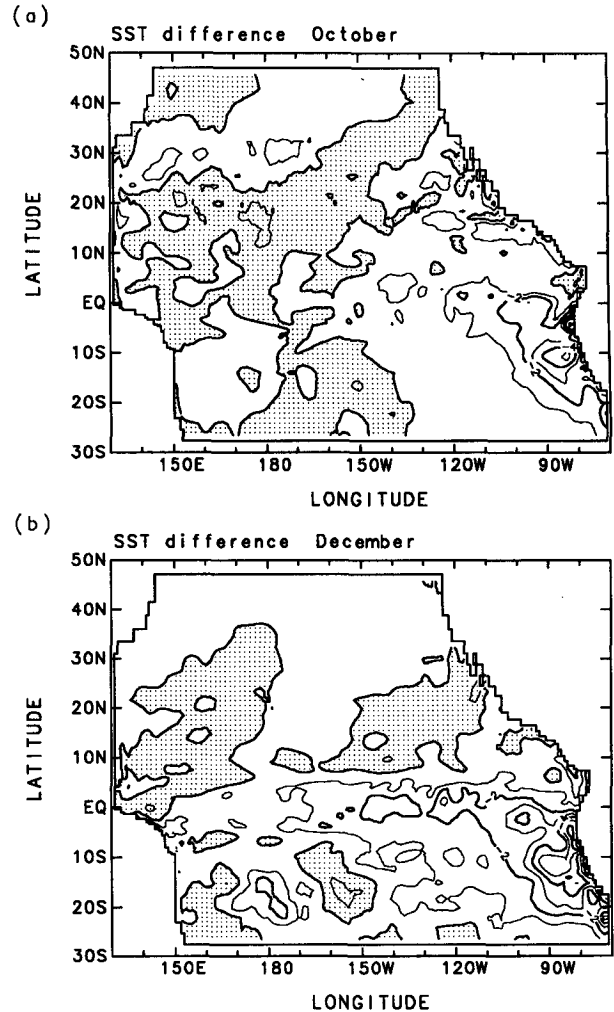 (a)
SST difference October
50N
40N
30N
20N
10N
EQ
10S
20S
30S
LATITUDE
150E 180 150W 120W 90W
LONGITUDE
(b)
SST difference December
50N
40N
30N
20N
10N
EQ
10S
20S
30S
LATITUDE
150E 180 150W 120W 90W
LONGITUDE